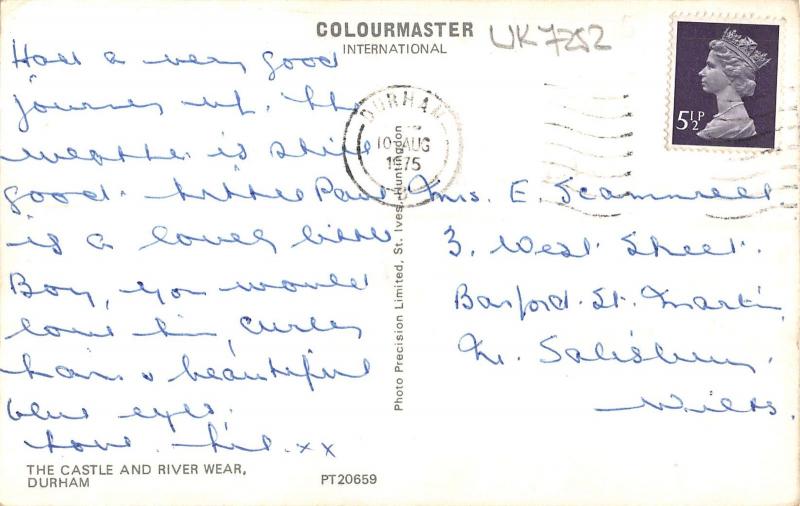 COLOURMASTER
INTERNATIONAL
UK7252
Had a very good
journey up. the
weather is still
good. Little Paul
is a lovely little
Boy, you would
love him, curley
hair & beautiful
blue eyes.
Love
xx
DURHAM
10 AUG
1975
5½P
Mrs. E. Scammell
3, West Street.
Barford. St. Martin,
Nr. Salisbury,
Wilts.
Photo Precision Limited, St. Ives, Huntingdon
THE CASTLE AND RIVER WEAR,
DURHAM
PT20659